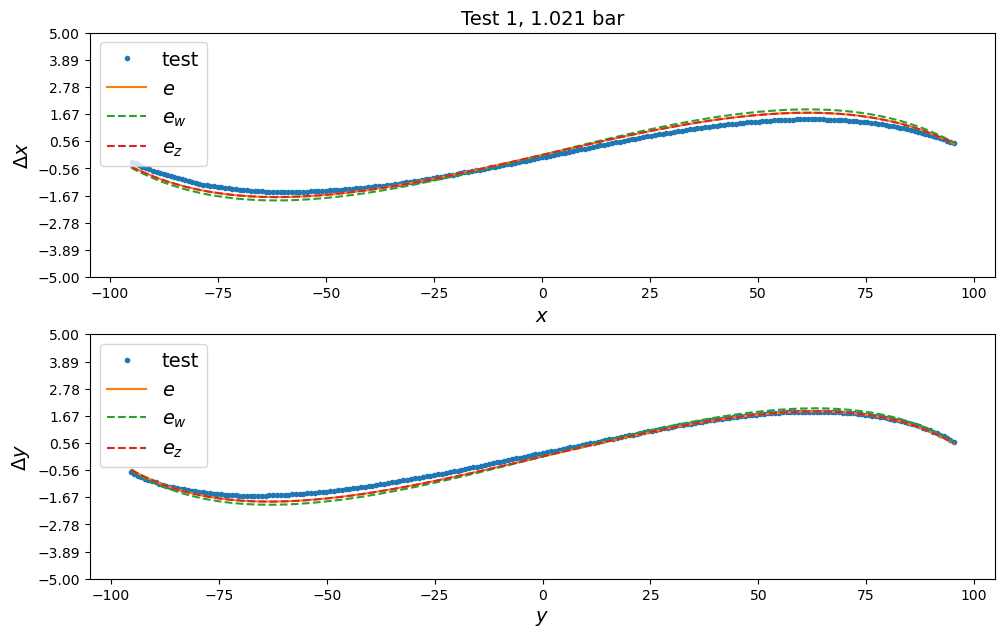 Test 1, 1.021 bar
5.00
3.89
2.78
1.67
0.56
−0.56
−1.67
−2.78
−3.89
−5.00
Δx
test
e
e_w
e_z
−100 −75 −50 −25 0 25 50 75 100
x
5.00
3.89
2.78
1.67
0.56
−0.56
−1.67
−2.78
−3.89
−5.00
Δy
test
e
e_w
e_z
−100 −75 −50 −25 0 25 50 75 100
y